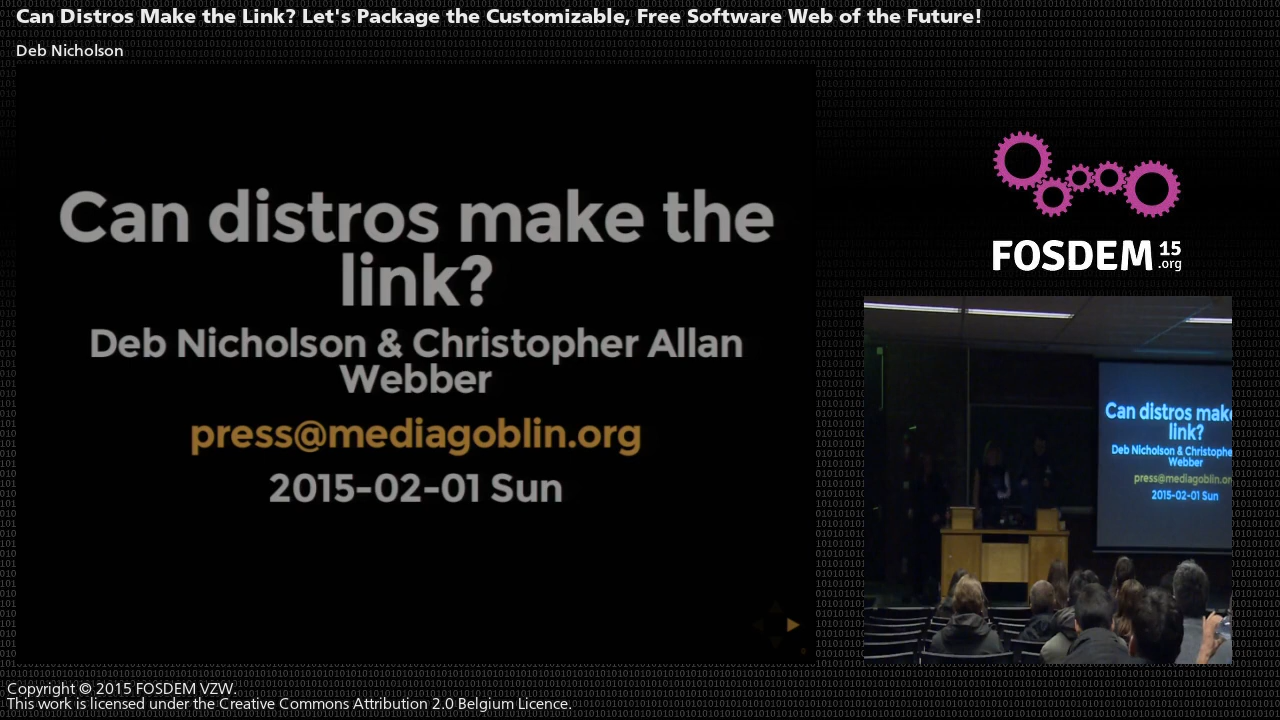 Can Distros Make the Link? Let's Package the Customizable, Free Software Web of the Future!
Deb Nicholson
Can distros make the
link?
Deb Nicholson & Christopher Allan
Webber
press@mediagoblin.org
2015-02-01 Sun
FOSDEM 15
.org
Can distros make
link?
Deb Nicholson & Christophe
Webber
press@mediagoblin.or
2015-02-01 Sun
Copyright © 2015 FOSDEM VZW.
This work is licensed under the Creative Commons Attribution 2.0 Belgium Licence.